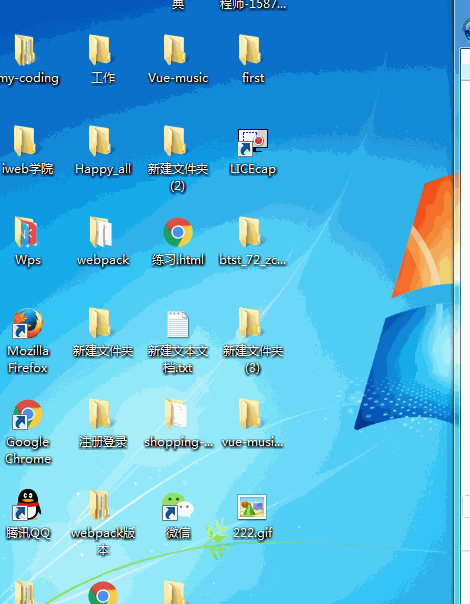 典
程师-1587...
my-coding
工作
Vue-music
first
iweb学院
Happy_all
新建文件夹
(2)
LICEcap
Wps
webpack
练习.html
btst_72_zc...
Mozilla
Firefox
新建文件夹
新建文本文
档.txt
新建文件夹
(3)
Google
Chrome
注册登录
shopping-...
vue-musi...
腾讯QQ
webpack版
本
微信
222.gif